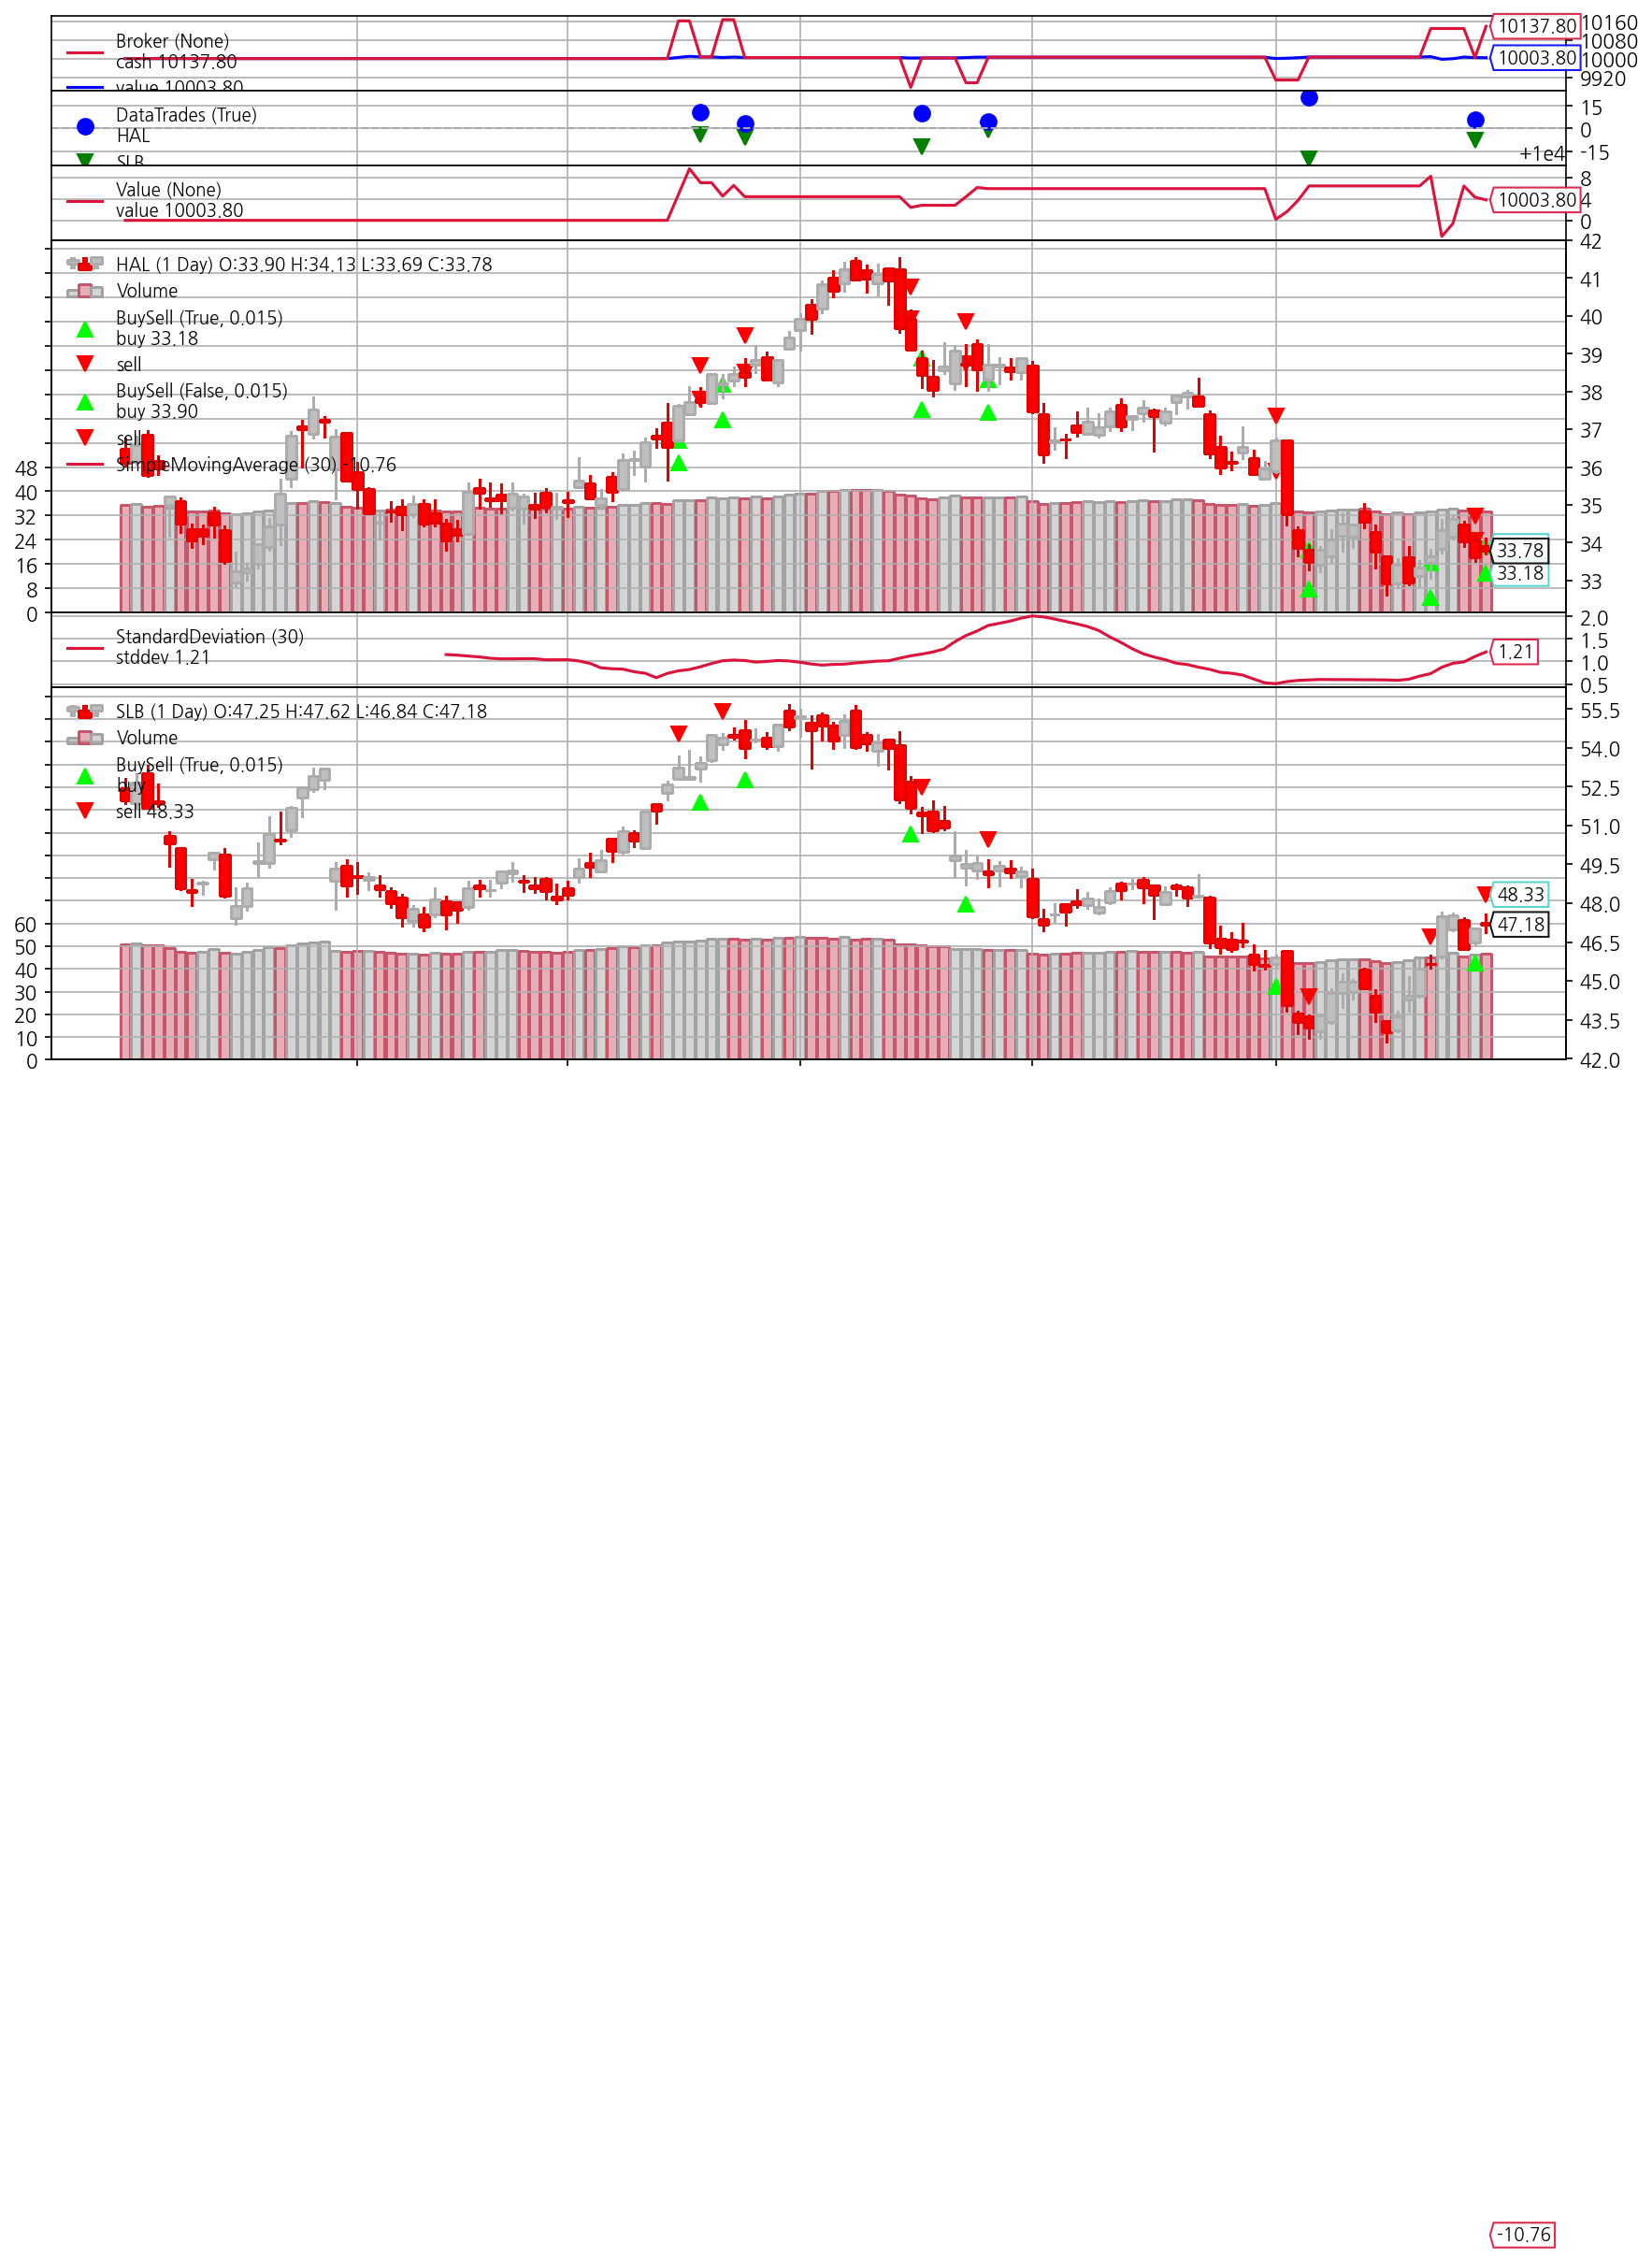 Broker (None)
cash 10137.80
value 10003.80
10160
10080
10000
9920
10137.80
10003.80
DataTrades (True)
HAL
SLB
15
0
-15
+1e4
Value (None)
value 10003.80
8
4
0
10003.80
HAL (1 Day) O:33.90 H:34.13 L:33.69 C:33.78
Volume
BuySell (True, 0.015)
buy 33.18
sell
BuySell (False, 0.015)
buy 33.90
sell
SimpleMovingAverage (30) -10.76
48
40
32
24
16
8
0
42
41
40
39
38
37
36
35
34
33
33.78
33.18
StandardDeviation (30)
stddev 1.21
2.0
1.5
1.0
0.5
1.21
SLB (1 Day) O:47.25 H:47.62 L:46.84 C:47.18
Volume
BuySell (True, 0.015)
buy
sell 48.33
60
50
40
30
20
10
0
55.5
54.0
52.5
51.0
49.5
48.0
46.5
45.0
43.5
42.0
48.33
47.18
-10.76